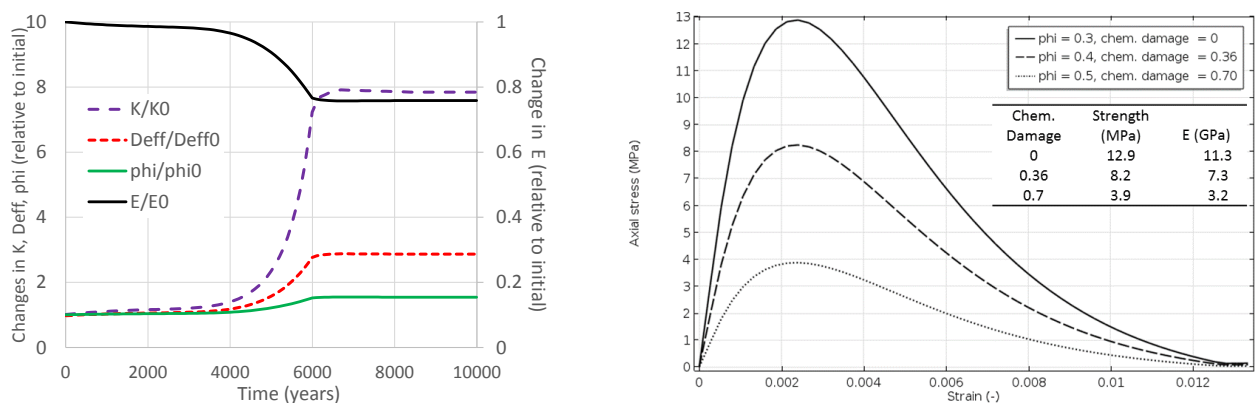 Changes in K, Deff, phi (relative to initial)
10
8
6
4
2
0
K/K0
Deff/Deff0
phi/phi0
E/E0
0
2000
4000
6000
8000
10000
Time (years)
1
0.8
0.6
0.4
0.2
0
Change in E (relative to initial)
Axial stress (MPa)
13
12
11
10
9
8
7
6
5
4
3
2
1
0
phi = 0.3, chem. damage = 0
phi = 0.4, chem. damage = 0.36
phi = 0.5, chem. damage = 0.70
Chem. Strength
Damage (MPa) E (GPa)
0 12.9 11.3
0.36 8.2 7.3
0.7 3.9 3.2
0
0.002
0.004
0.006
0.008
0.01
0.012
Strain (-)